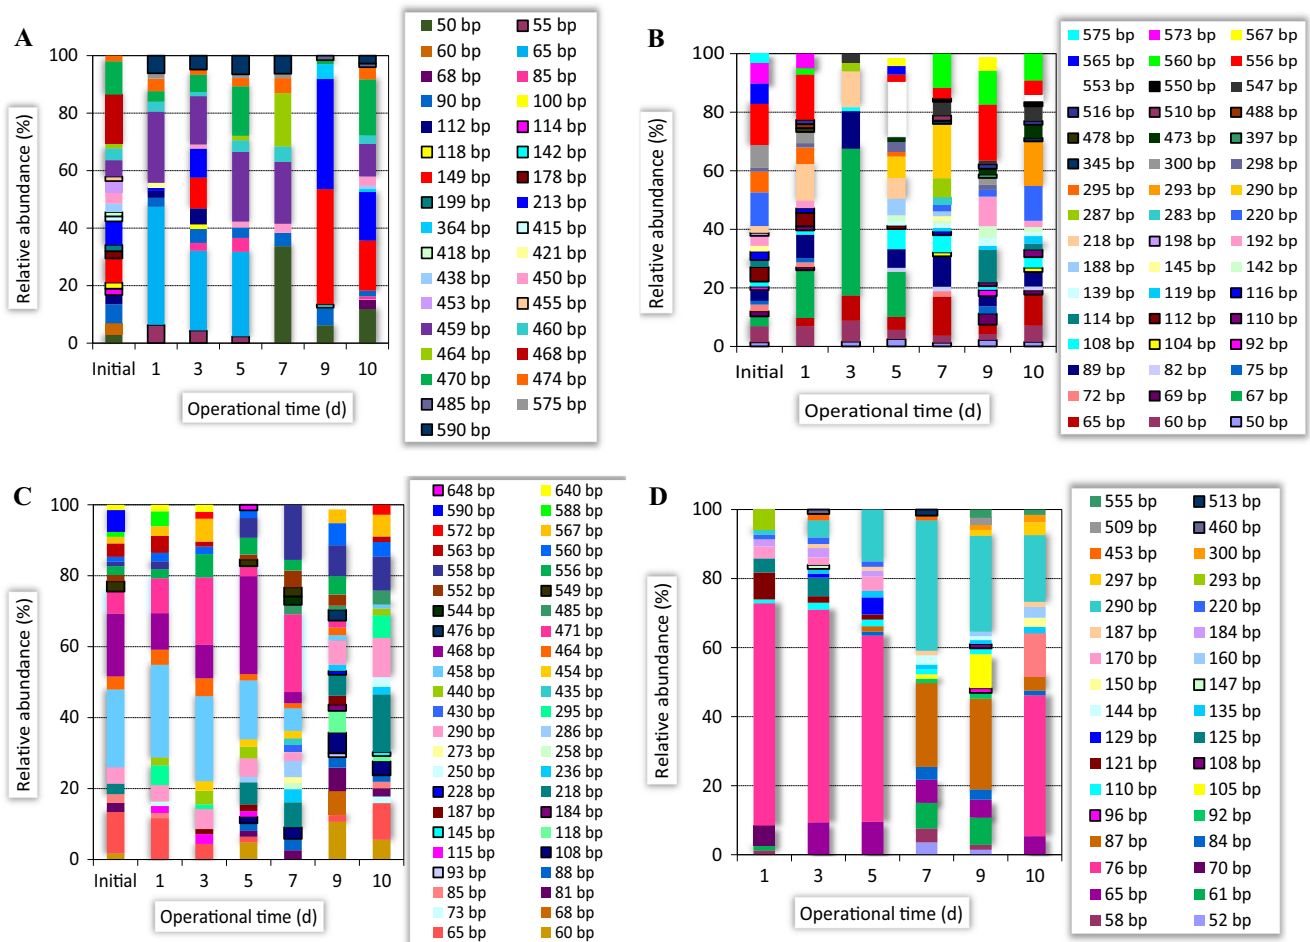 A
Relative abundance (%)
100
80
60
40
20
0
Initial 1 3 5 7 9 10
Operational time (d)
50 bp 55 bp
60 bp 65 bp
68 bp 85 bp
90 bp 100 bp
112 bp 114 bp
118 bp 142 bp
149 bp 178 bp
199 bp 213 bp
364 bp 415 bp
418 bp 421 bp
438 bp 450 bp
453 bp 455 bp
459 bp 460 bp
464 bp 468 bp
470 bp 474 bp
485 bp 575 bp
590 bp
B
Relative abundance (%)
100
80
60
40
20
0
Initial 1 3 5 7 9 10
Operational time (d)
575 bp 573 bp 567 bp
565 bp 560 bp 556 bp
553 bp 550 bp 547 bp
516 bp 510 bp 488 bp
478 bp 473 bp 397 bp
345 bp 300 bp 298 bp
295 bp 293 bp 290 bp
287 bp 283 bp 220 bp
218 bp 198 bp 192 bp
188 bp 145 bp 142 bp
139 bp 119 bp 116 bp
114 bp 112 bp 110 bp
108 bp 104 bp 92 bp
89 bp 82 bp 75 bp
72 bp 69 bp 67 bp
65 bp 60 bp 50 bp
C
Relative abundance (%)
100
80
60
40
20
0
Initial 1 3 5 7 9 10
Operational time (d)
648 bp 640 bp
590 bp 588 bp
572 bp 567 bp
563 bp 560 bp
558 bp 556 bp
552 bp 549 bp
544 bp 485 bp
476 bp 471 bp
468 bp 464 bp
458 bp 454 bp
440 bp 435 bp
430 bp 295 bp
290 bp 286 bp
273 bp 258 bp
250 bp 236 bp
228 bp 218 bp
187 bp 184 bp
145 bp 118 bp
115 bp 108 bp
93 bp 88 bp
85 bp 81 bp
73 bp 68 bp
65 bp 60 bp
D
Relative abundance (%)
100
80
60
40
20
0
1 3 5 7 9 10
Operational time (d)
555 bp 513 bp
509 bp 460 bp
453 bp 300 bp
297 bp 293 bp
290 bp 220 bp
187 bp 184 bp
170 bp 160 bp
150 bp 147 bp
144 bp 135 bp
129 bp 125 bp
121 bp 108 bp
110 bp 105 bp
96 bp 92 bp
87 bp 84 bp
76 bp 70 bp
65 bp 61 bp
58 bp 52 bp